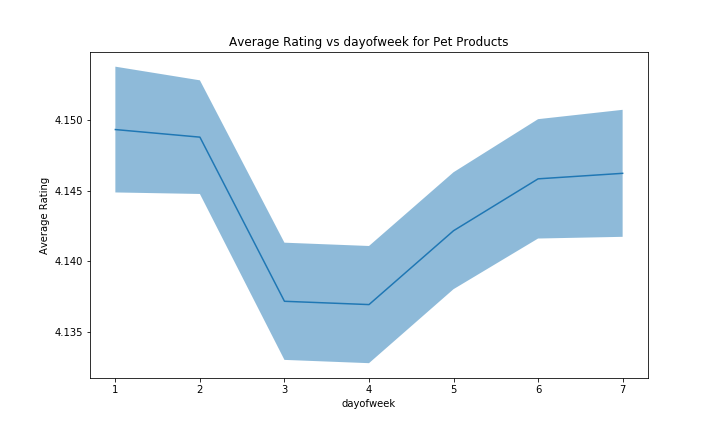 Average Rating vs dayofweek for Pet Products
Average Rating
4.150
4.145
4.140
4.135
1 2 3 4 5 6 7
dayofweek